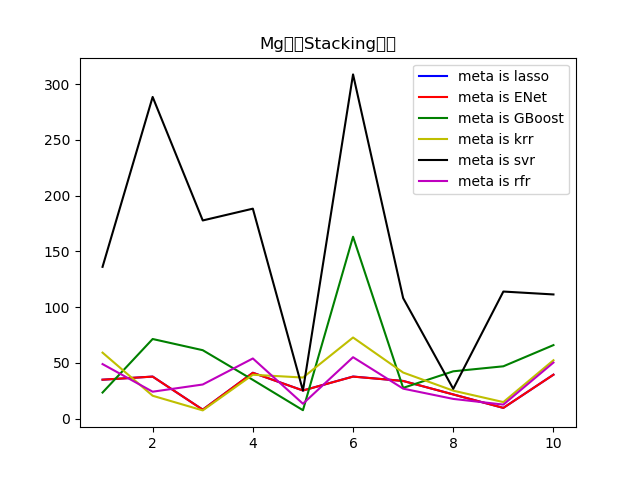 Mg▯▯Stacking▯▯
meta is lasso
meta is ENet
meta is GBoost
meta is krr
meta is svr
meta is rfr
300
250
200
150
100
50
0
2
4
6
8
10